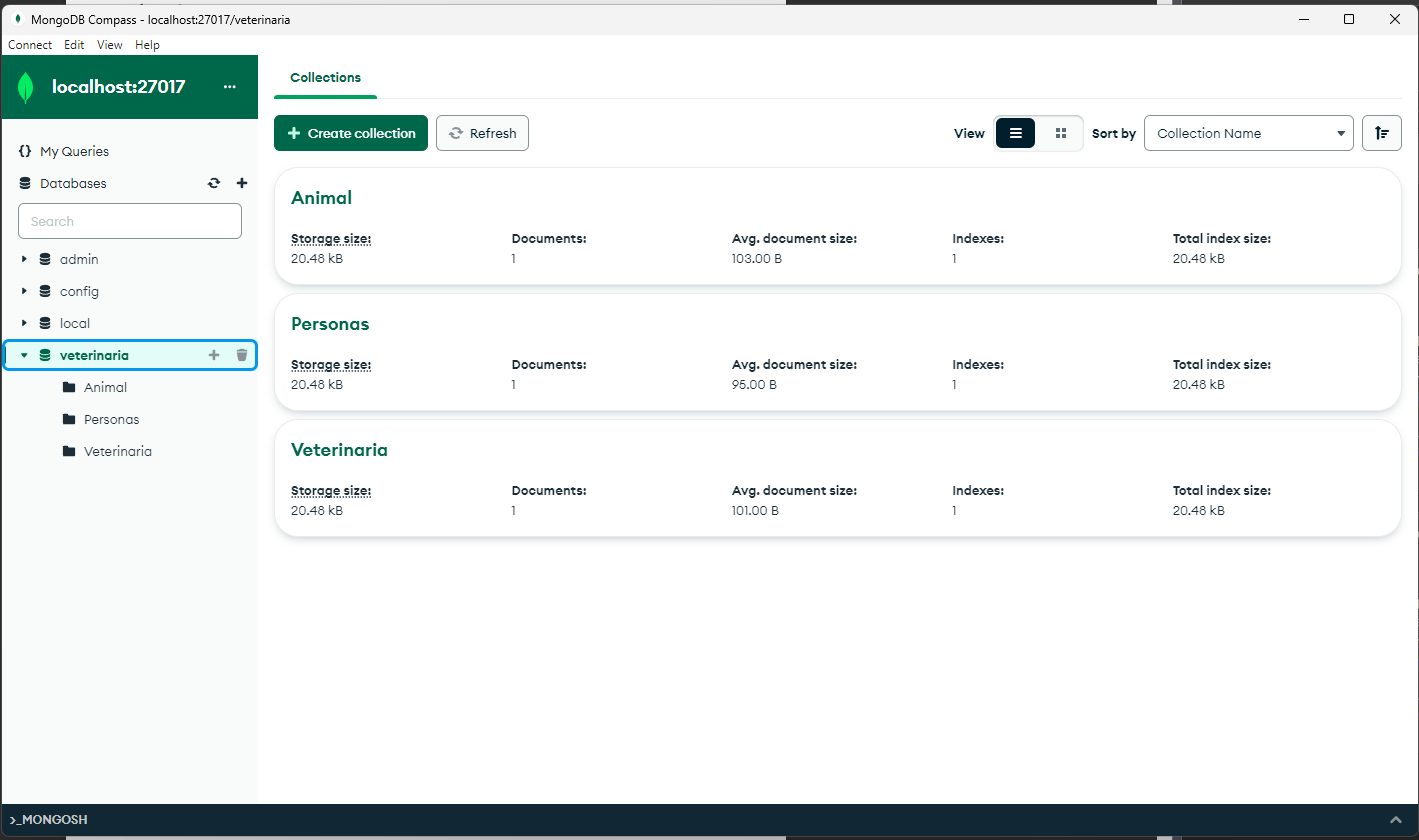 MongoDB Compass - localhost:27017/veterinaria
Connect Edit View Help
localhost:27017 ...
{} My Queries
Databases
Search
admin
config
local
veterinaria
Animal
Personas
Veterinaria
Collections
Create collection Refresh View Sort by Collection Name
Animal
Storage size: Documents: Avg. document size: Indexes: Total index size:
20.48 kB 1 103.00 B 1 20.48 kB
Personas
Storage size: Documents: Avg. document size: Indexes: Total index size:
20.48 kB 1 95.00 B 1 20.48 kB
Veterinaria
Storage size: Documents: Avg. document size: Indexes: Total index size:
20.48 kB 1 101.00 B 1 20.48 kB
>_MONGOSH